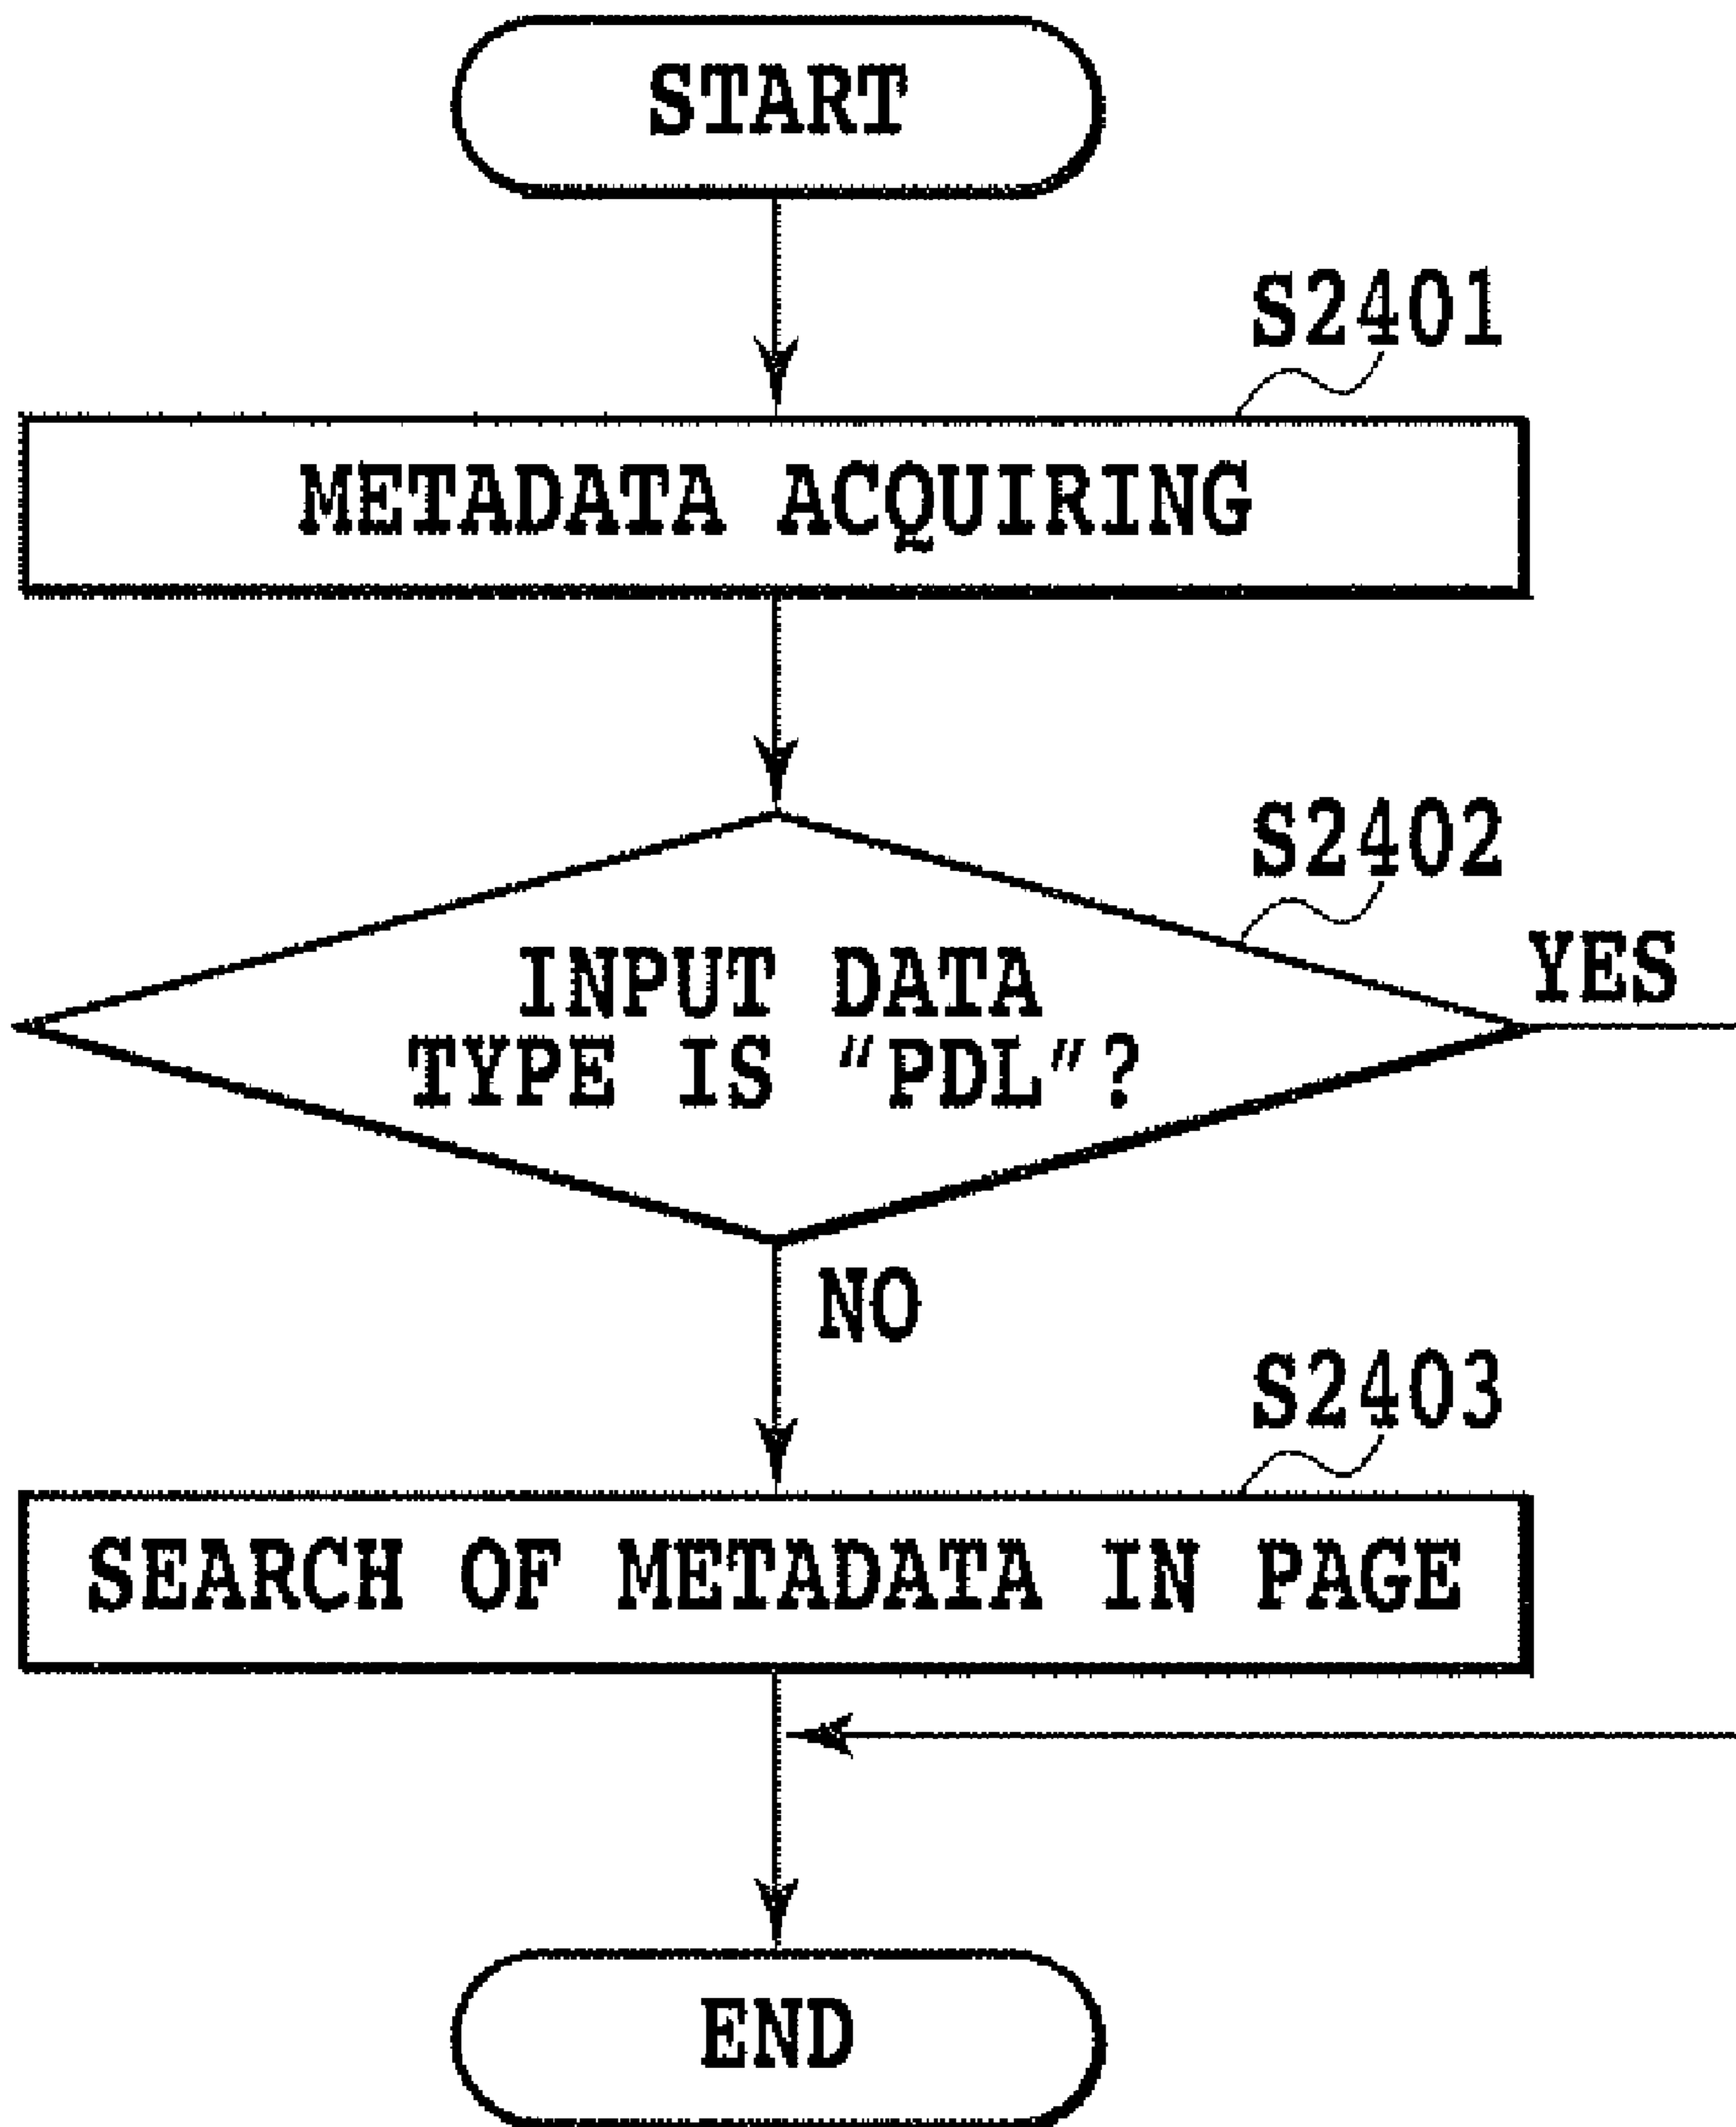 START
S2401
METADATA ACQUIRING
S2402
INPUT DATA
TYPE IS "PDL"?
YES
NO
S2403
SEARCH OF METADATA IN PAGE
END